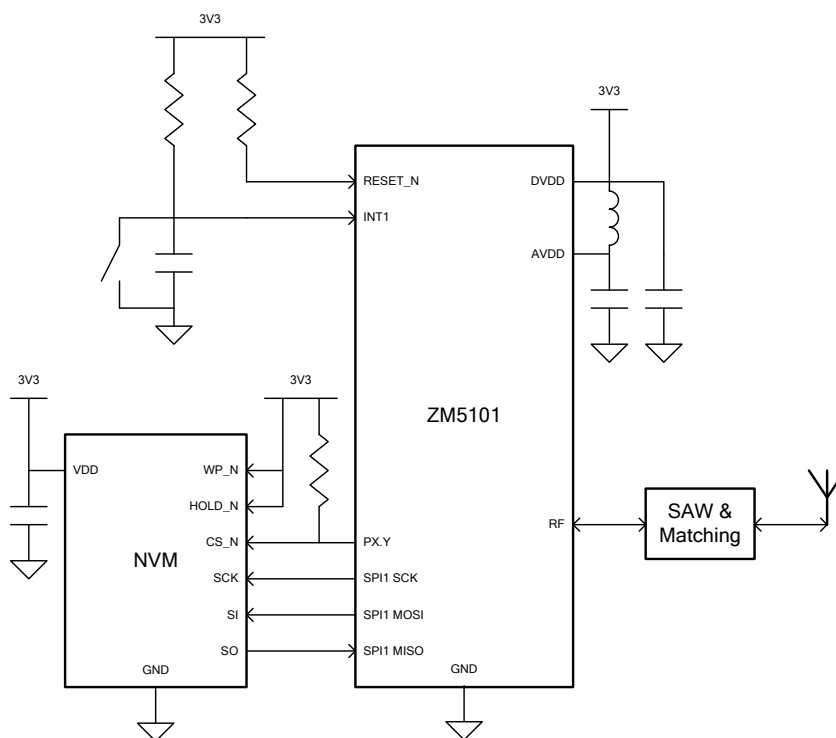 3V3
3V3
RESET_N
DVDD
INT1
AVDD
3V3
3V3
ZM5101
VDD
WP_N
HOLD_N
SAW &
Matching
RF
CS_N
PX.Y
NVM
SCK
SPI1 SCK
SI
SPI1 MOSI
SO
SPI1 MISO
GND
GND